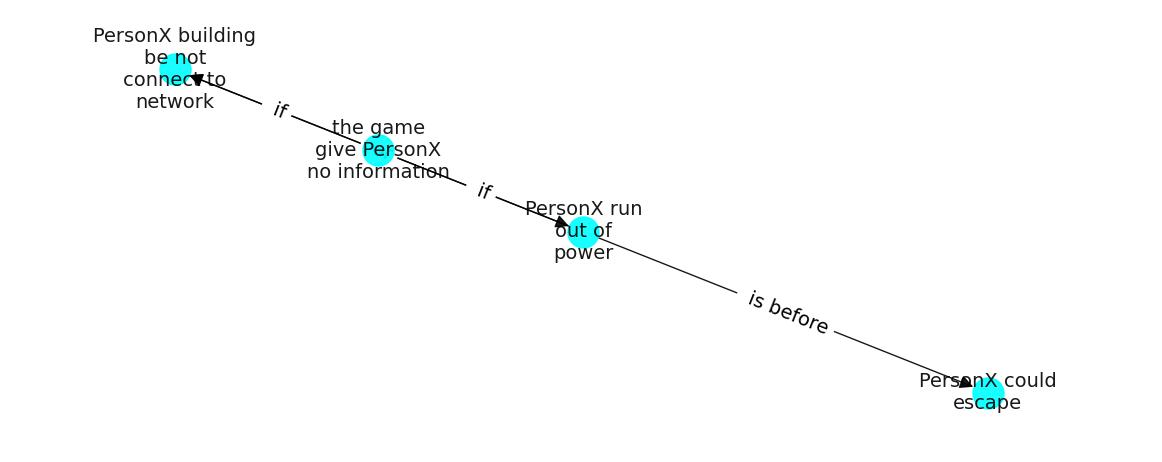 PersonX building
be not
connect to
network
if
the game
give PersonX
no information
if
PersonX run
out of
power
is before
PersonX could
escape